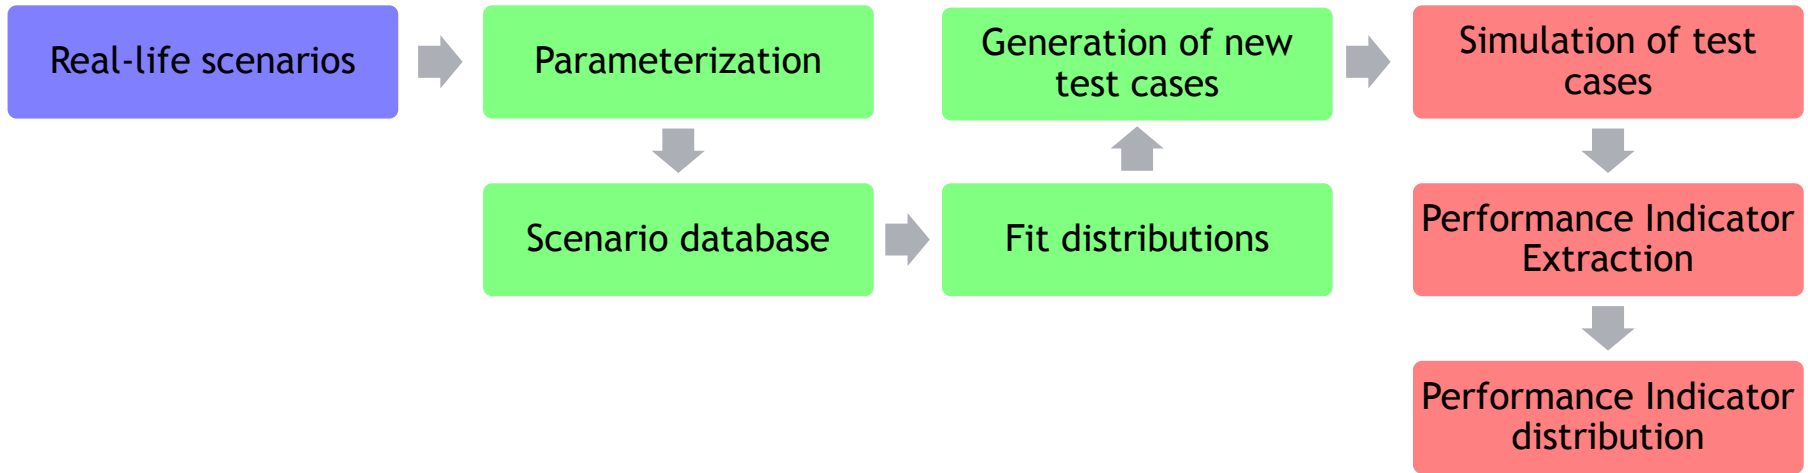 Real-life scenarios
Parameterization
Scenario database
Fit distributions
Generation of new
test cases
Simulation of test
cases
Performance Indicator
Extraction
Performance Indicator
distribution